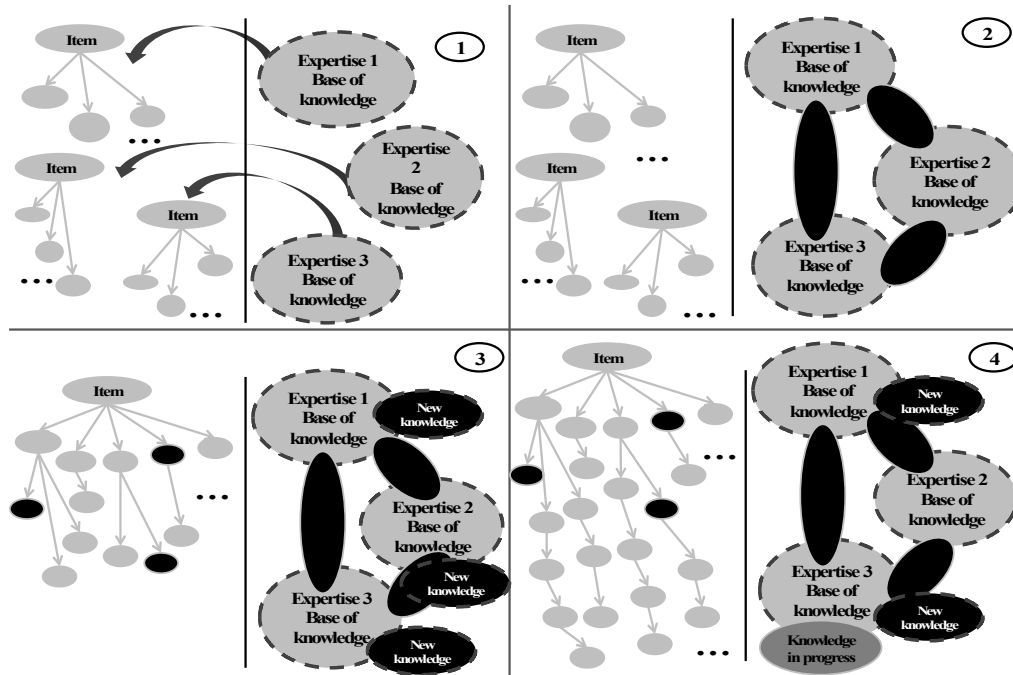 1
Item
Expertise 1
Base of
knowledge
Item
Expertise
2
Base of
knowledge
Item
Expertise 3
Base of
knowledge
2
Item
Expertise 1
Base of
knowledge
Item
Expertise 2
Base of
knowledge
Item
Expertise 3
Base of
knowledge
3
Item
Expertise 1
Base of
knowledge
New
knowledge
Expertise 2
Base of
knowledge
New
knowledge
Expertise 3
Base of
knowledge
New
knowledge
4
Item
Expertise 1
Base of
knowledge
New
knowledge
Expertise 2
Base of
knowledge
Expertise 3
Base of
knowledge
New
knowledge
Knowledge
in progress